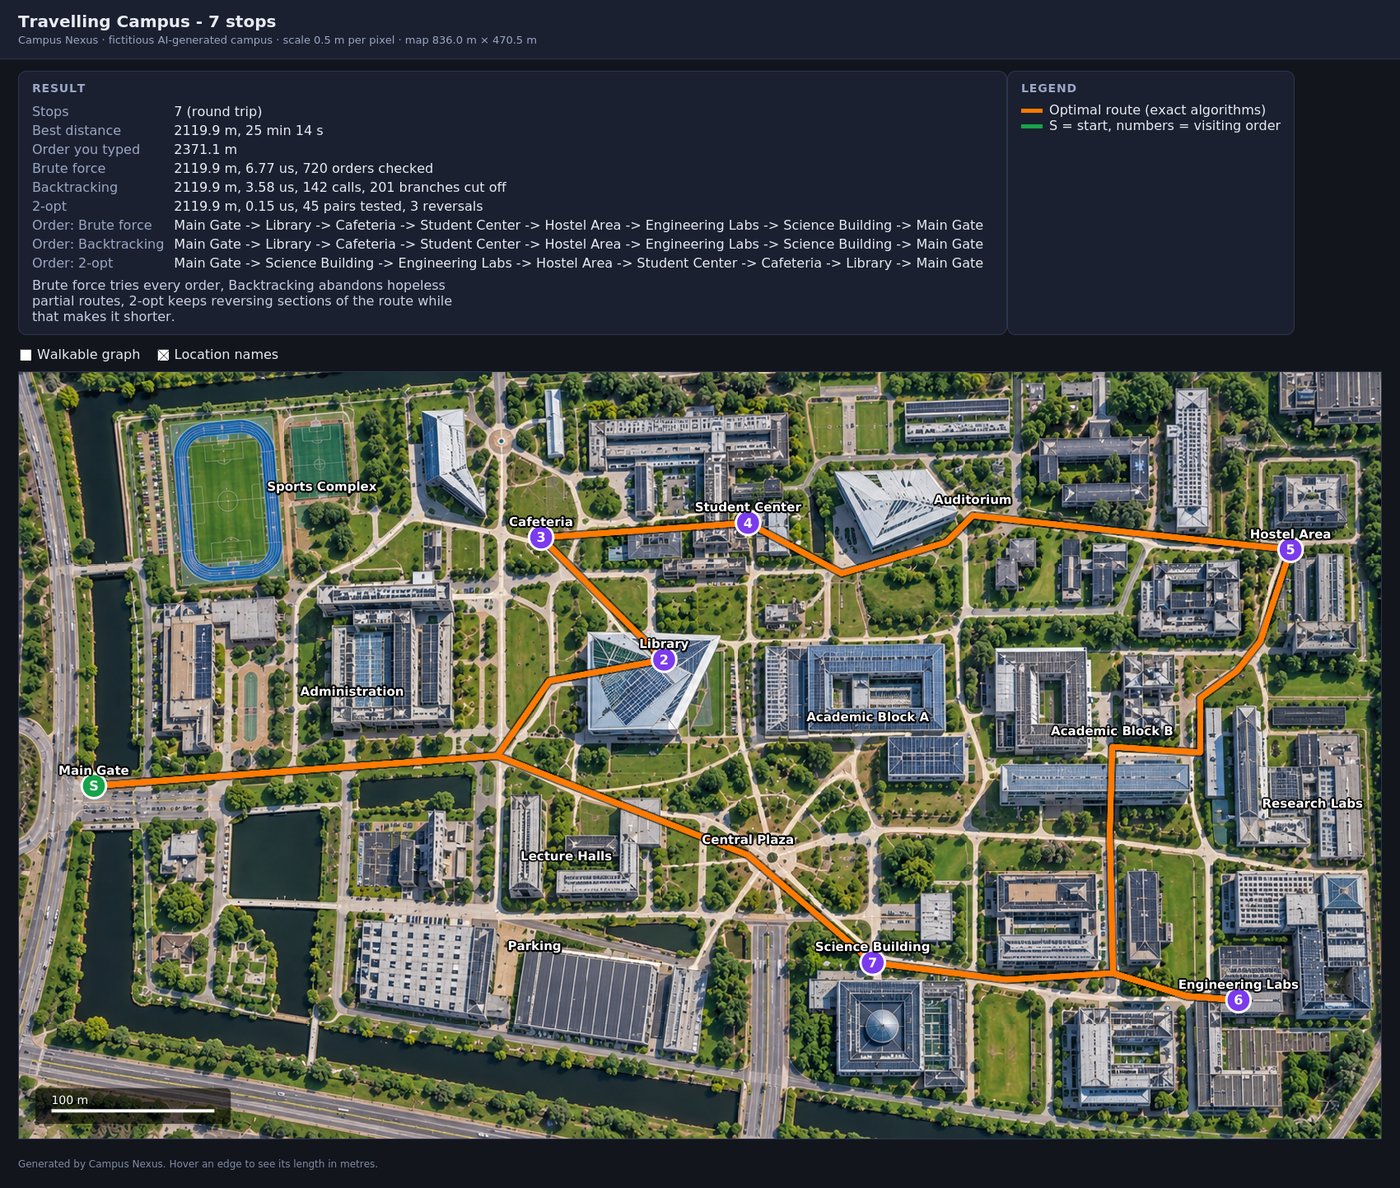 Travelling Campus - 7 stops
Campus Nexus · fictitious AI-generated campus · scale 0.5 m per pixel · map 836.0 m × 470.5 m
RESULT
Stops 7 (round trip)
Best distance 2119.9 m, 25 min 14 s
Order you typed 2371.1 m
Brute force 2119.9 m, 6.77 us, 720 orders checked
Backtracking 2119.9 m, 3.58 us, 142 calls, 201 branches cut off
2-opt 2119.9 m, 0.15 us, 45 pairs tested, 3 reversals
Order: Brute force Main Gate -> Library -> Cafeteria -> Student Center -> Hostel Area -> Engineering Labs -> Science Building -> Main Gate
Order: Backtracking Main Gate -> Library -> Cafeteria -> Student Center -> Hostel Area -> Engineering Labs -> Science Building -> Main Gate
Order: 2-opt Main Gate -> Science Building -> Engineering Labs -> Hostel Area -> Student Center -> Cafeteria -> Library -> Main Gate
Brute force tries every order, Backtracking abandons hopeless
partial routes, 2-opt keeps reversing sections of the route while
that makes it shorter.
LEGEND
Optimal route (exact algorithms)
S = start, numbers = visiting order
Walkable graph Location names
Sports Complex
Auditorium
Student Center
4
Cafeteria
3
Hostel Area
5
Library
2
Administration
Academic Block A
Academic Block B
Main Gate
S
Research Labs
Central Plaza
Lecture Halls
Parking
Science Building
7
Engineering Labs
6
100 m
Generated by Campus Nexus. Hover an edge to see its length in metres.